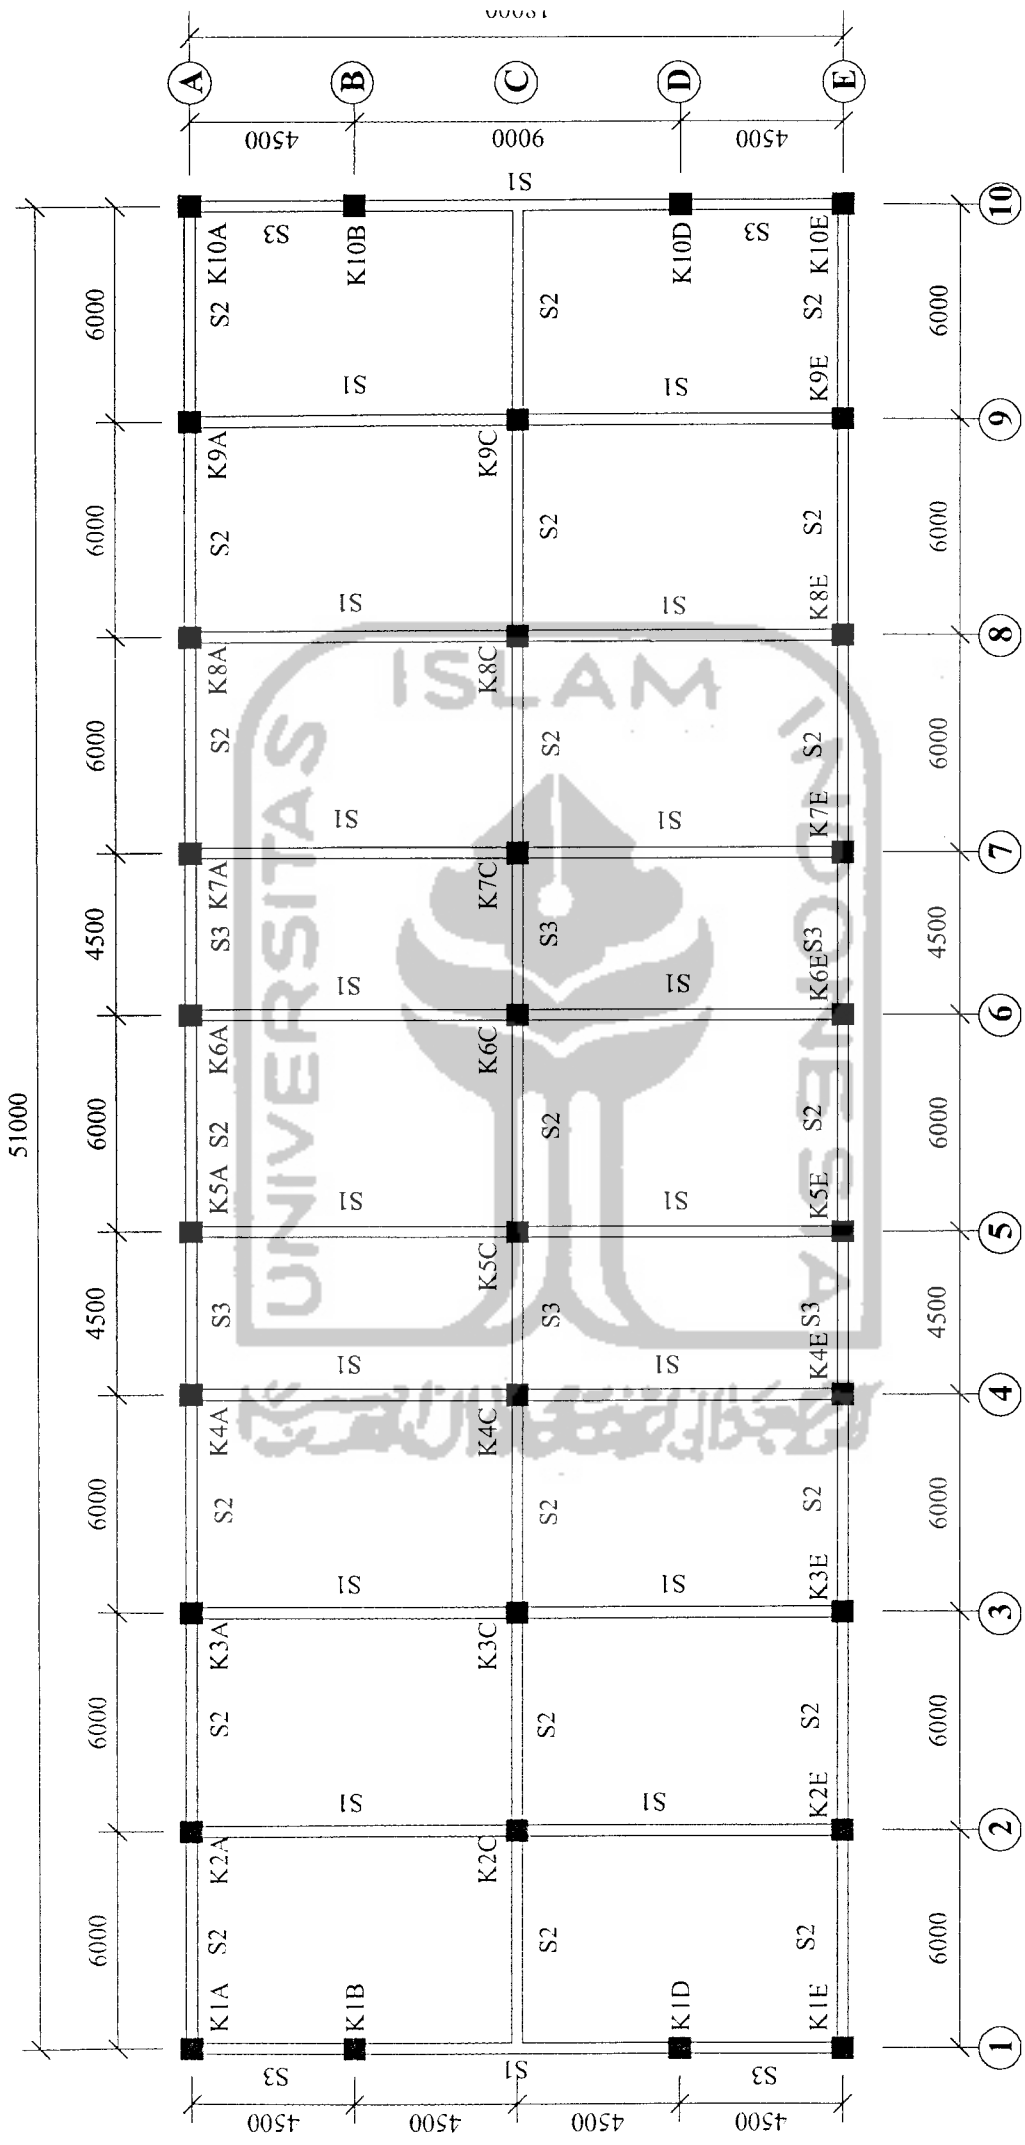 18000
A
B
C
D
E
4500
9000
4500
S1
S3
S3
10
K10A
K10B
K10D
K10E
51000
6000
S2
S2
S2
6000
S1
S1
K9E
9
K9A
K9C
6000
S2
S2
S2
6000
S1
S1
K8E
8
K8A
K8C
6000
S2
S2
S2
6000
S1
S1
K7E
7
K7A
K7C
4500
S3
S3
S3
4500
S1
S1
K6E
6
K6A
K6C
6000
S2
S2
S2
6000
K5A
S1
S1
K5E
5
K5C
4500
S3
S3
S3
4500
S1
S1
K4E
4
K4A
K4C
6000
S2
S2
S2
6000
S1
S1
K3E
3
K3A
K3C
6000
S2
S2
S2
6000
S1
S1
K2E
2
K2A
K2C
6000
S2
S2
S2
6000
K1A
K1B
K1D
K1E
1
S3
S1
S3
4500
4500
4500
4500
UNIVERSITAS
ISLAM
INDONESIA